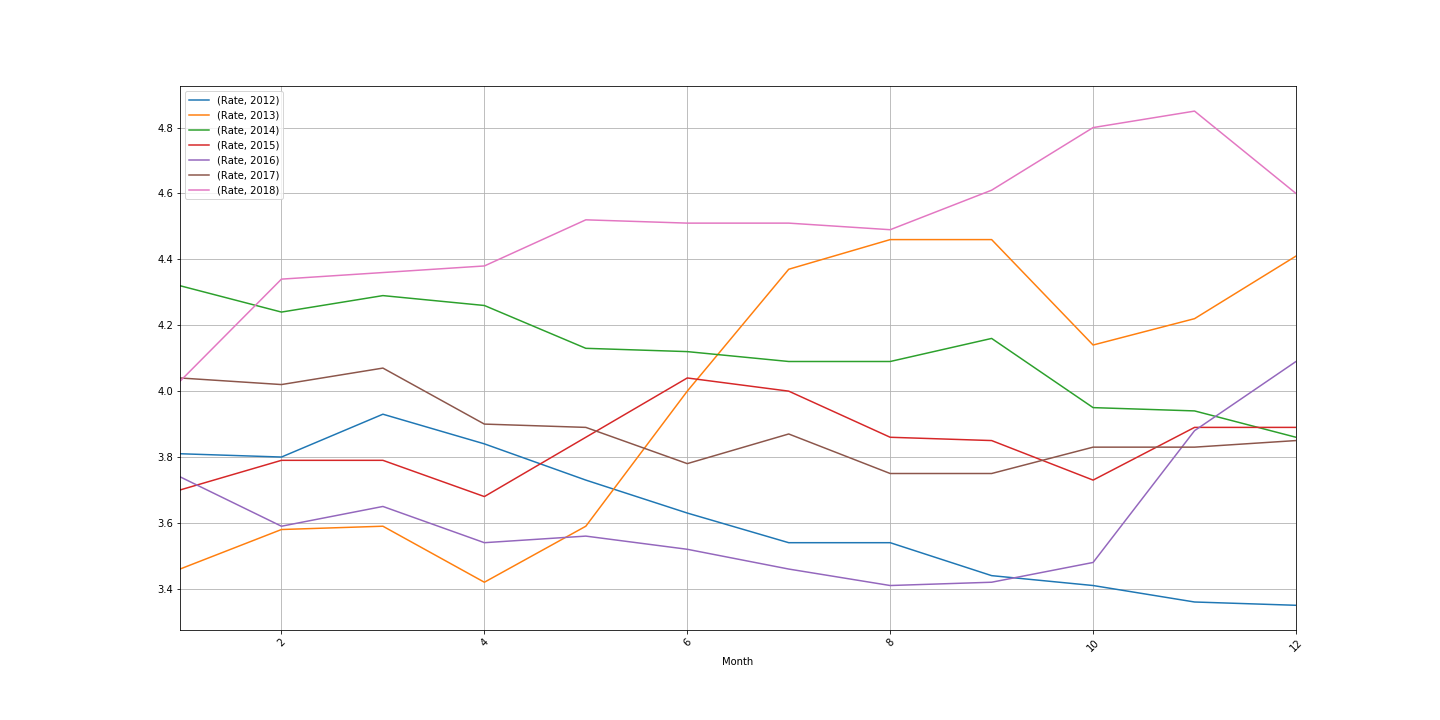 (Rate, 2012)
(Rate, 2013)
(Rate, 2014)
(Rate, 2015)
(Rate, 2016)
(Rate, 2017)
(Rate, 2018)
4.8
4.6
4.4
4.2
4.0
3.8
3.6
3.4
2 4 6 8 10 12
Month